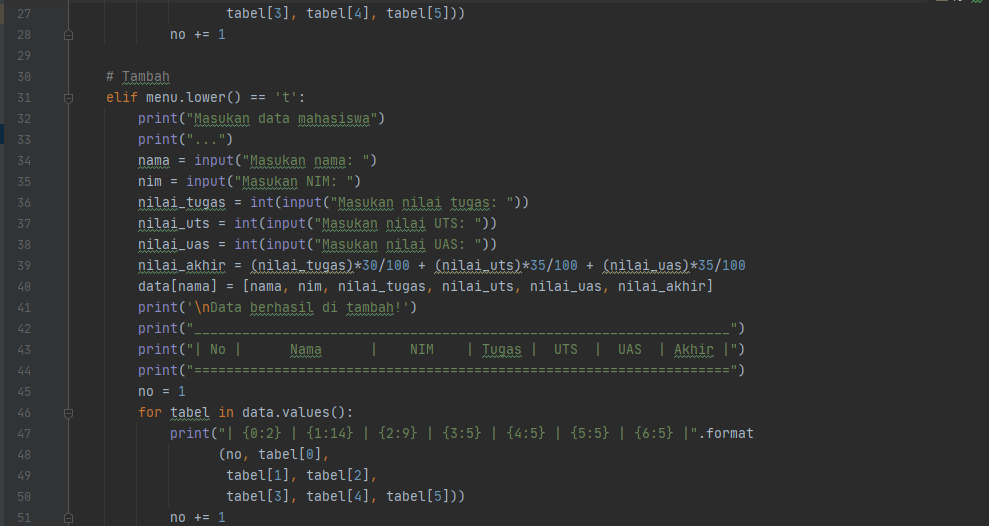 27 tabel[3], tabel[4], tabel[5]))
28 no += 1
29
30 # Tambah
31 elif menu.lower() == 't':
32 print("Masukan data mahasiswa")
33 print("...")
34 nama = input("Masukan nama: ")
35 nim = input("Masukan NIM: ")
36 nilai_tugas = int(input("Masukan nilai tugas: "))
37 nilai_uts = int(input("Masukan nilai UTS: "))
38 nilai_uas = int(input("Masukan nilai UAS: "))
39 nilai_akhir = (nilai_tugas)*30/100 + (nilai_uts)*35/100 + (nilai_uas)*35/100
40 data[nama] = [nama, nim, nilai_tugas, nilai_uts, nilai_uas, nilai_akhir]
41 print('\nData berhasil di tambah!')
42 print("___________________________________________________________________")
43 print("| No |      Nama      |    NIM    | Tugas |  UTS  |  UAS  | Akhir |")
44 print("===================================================================")
45 no = 1
46 for tabel in data.values():
47 print("| {0:2} | {1:14} | {2:9} | {3:5} | {4:5} | {5:5} | {6:5} |".format
48 (no, tabel[0],
49 tabel[1], tabel[2],
50 tabel[3], tabel[4], tabel[5]))
51 no += 1